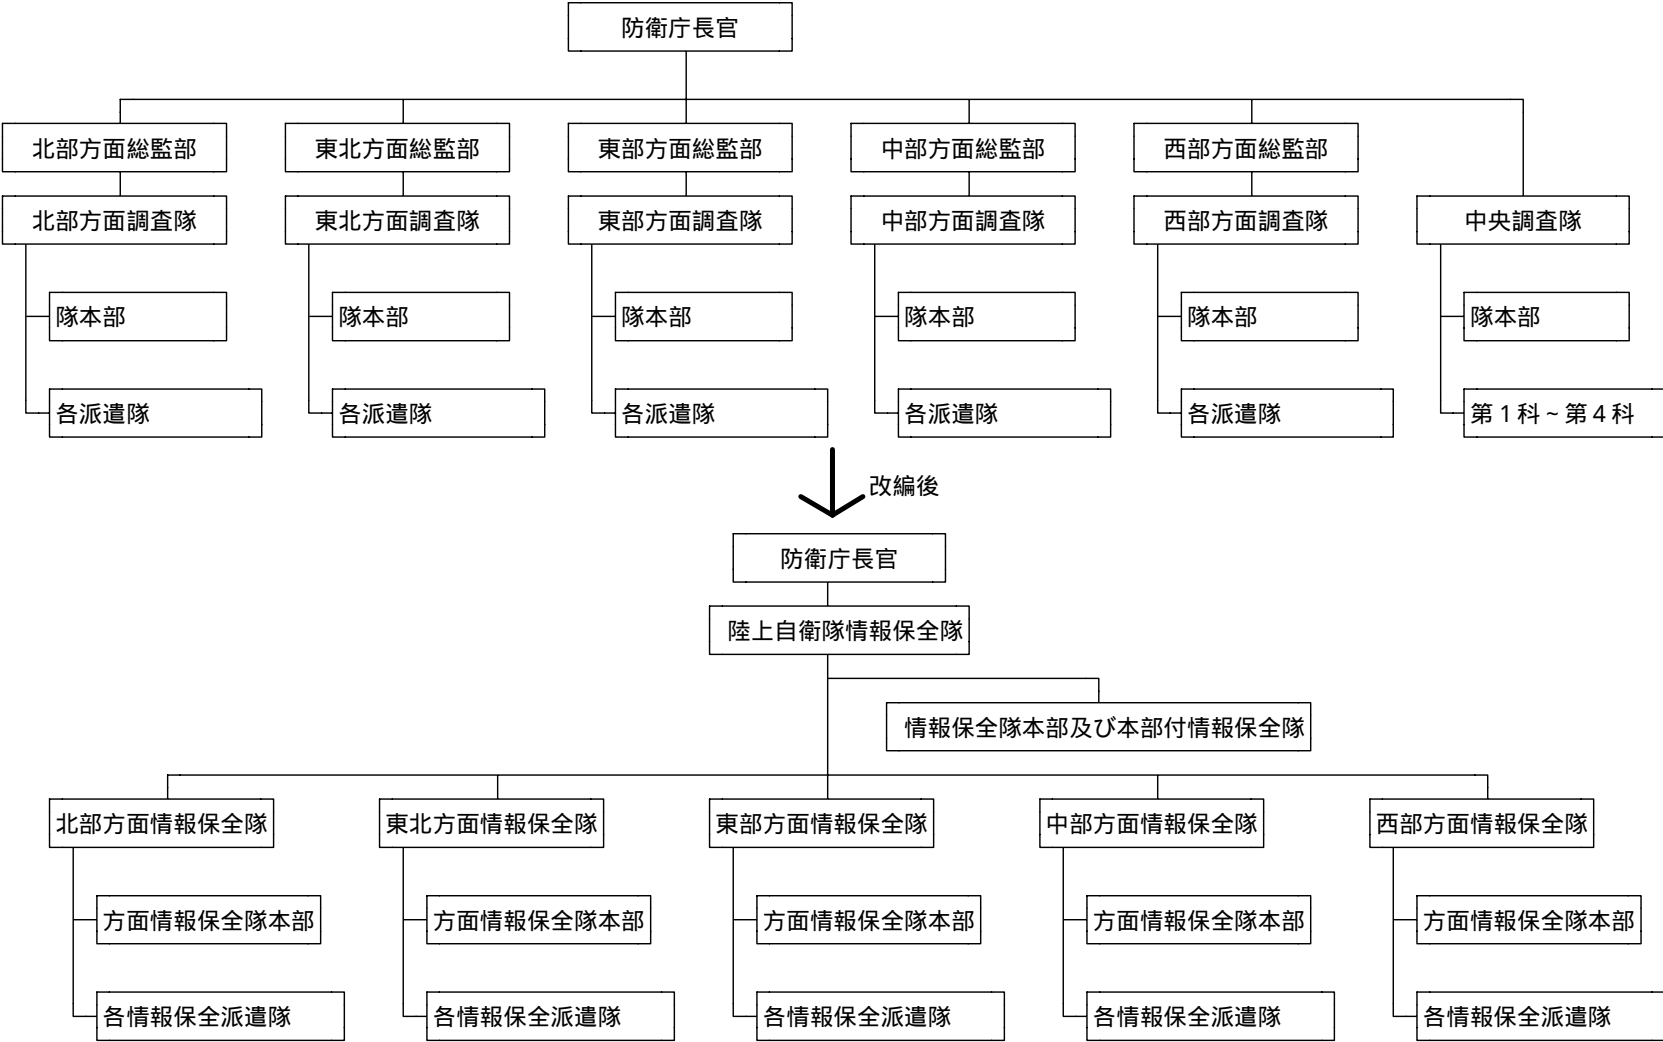 防衛庁長官
北部方面総監部
東北方面総監部
東部方面総監部
中部方面総監部
西部方面総監部
北部方面調査隊
東北方面調査隊
東部方面調査隊
中部方面調査隊
西部方面調査隊
中央調査隊
隊本部
隊本部
隊本部
隊本部
隊本部
隊本部
各派遣隊
各派遣隊
各派遣隊
各派遣隊
各派遣隊
第1科~第4科
改編後
防衛庁長官
陸上自衛隊情報保全隊
情報保全隊本部及び本部付情報保全隊
北部方面情報保全隊
東北方面情報保全隊
東部方面情報保全隊
中部方面情報保全隊
西部方面情報保全隊
方面情報保全隊本部
方面情報保全隊本部
方面情報保全隊本部
方面情報保全隊本部
方面情報保全隊本部
各情報保全派遣隊
各情報保全派遣隊
各情報保全派遣隊
各情報保全派遣隊
各情報保全派遣隊